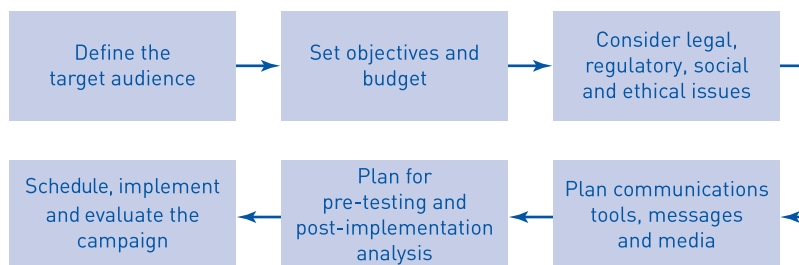 Define the
target audience
Set objectives and
budget
Consider legal,
regulatory, social
and ethical issues
Plan communications
tools, messages
and media
Plan for
pre-testing and
post-implementation
analysis
Schedule, implement
and evaluate the
campaign